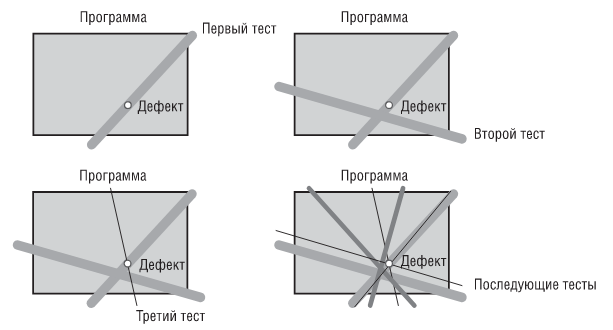 Программа
Первый тест
Дефект
Программа
Дефект
Второй тест
Программа
Дефект
Третий тест
Программа
Дефект
Последующие тесты